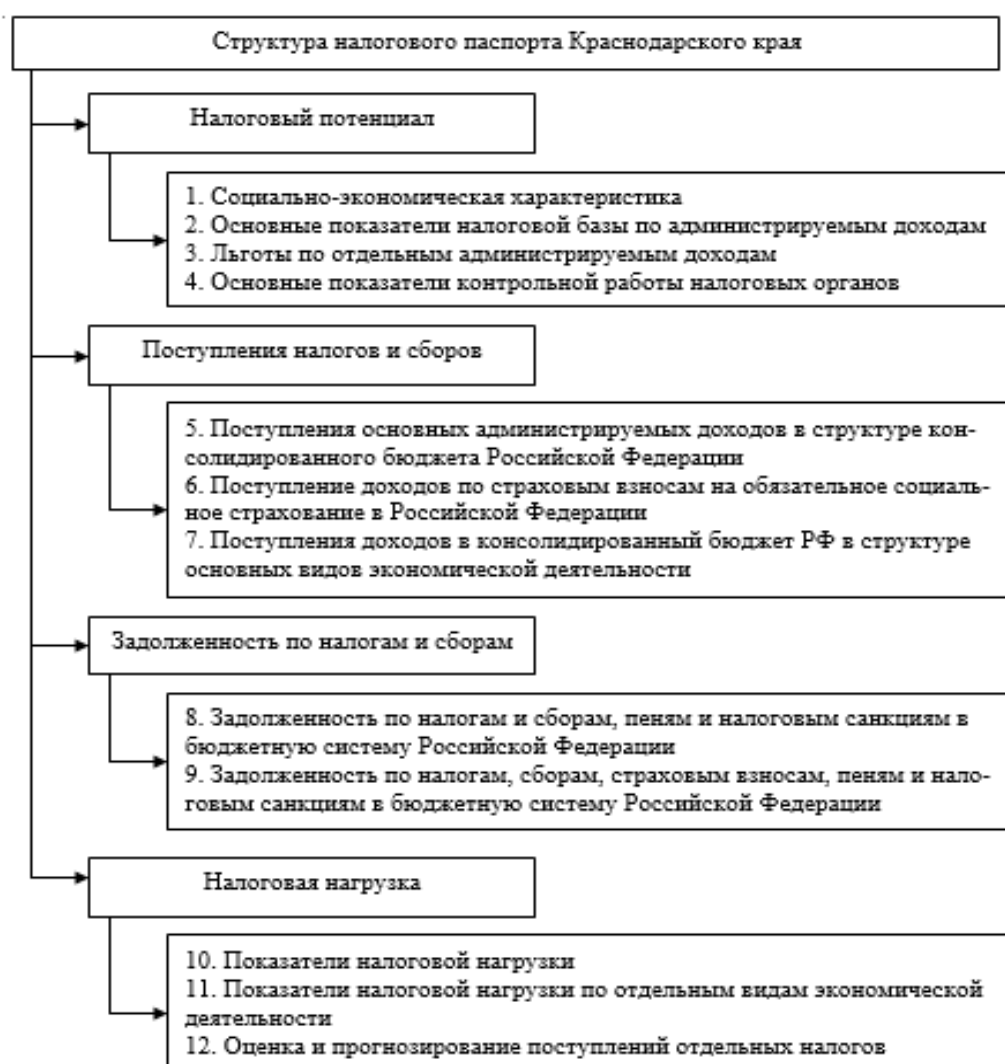 Структура налогового паспорта Краснодарского края
Налоговый потенциал
1. Социально-экономическая характеристика
2. Основные показатели налоговой базы по администрируемым доходам
3. Льготы по отдельным администрируемым доходам
4. Основные показатели контрольной работы налоговых органов
Поступления налогов и сборов
5. Поступления основных администрируемых доходов в структуре кон-
солидированного бюджета Российской Федерации
6. Поступление доходов по страховым взносам на обязательное социаль-
ное страхование в Российской Федерации
7. Поступления доходов в консолидированный бюджет РФ в структуре
основных видов экономической деятельности
Задолженность по налогам и сборам
8. Задолженность по налогам и сборам, пеням и налоговым санкциям в
бюджетную систему Российской Федерации
9. Задолженность по налогам, сборам, страховым взносам, пеням и нало-
говым санкциям в бюджетную систему Российской Федерации
Налоговая нагрузка
10. Показатели налоговой нагрузки
11. Показатели налоговой нагрузки по отдельным видам экономической
деятельности
12. Оценка и прогнозирование поступлений отдельных налогов